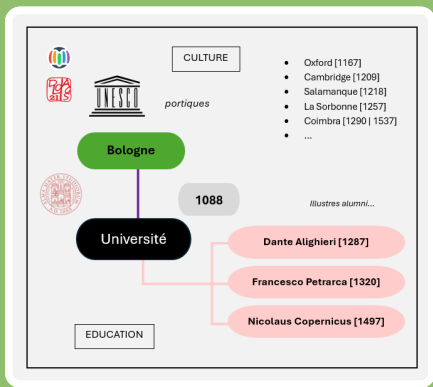 CULTURE
UNESCO
portiques
• Oxford [1167]
• Cambridge [1209]
• Salamanque [1218]
• La Sorbonne [1257]
• Coimbra [1290 | 1537]
• ...
Bologne
1088
Illustres alumni...
Université
Dante Alighieri [1287]
Francesco Petrarca [1320]
Nicolaus Copernicus [1497]
EDUCATION